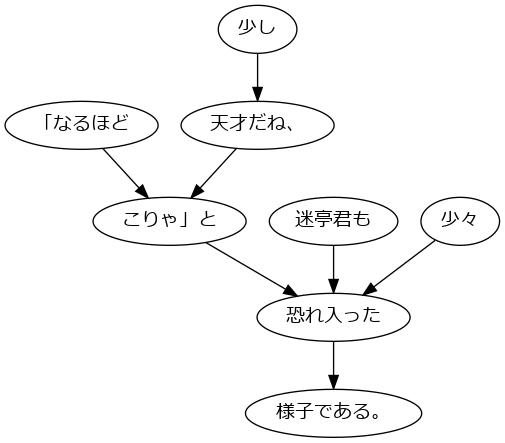 少し
「なるほど
天才だね、
こりゃ」と
迷亭君も
少々
恐れ入った
様子である。